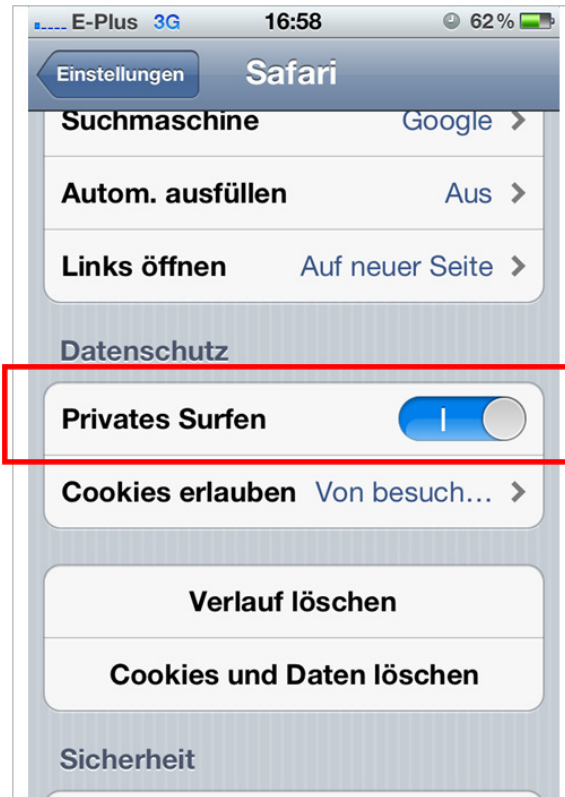 E-Plus 3G 16:58 62%
Einstellungen Safari
Suchmaschine Google
Autom. ausfüllen Aus
Links öffnen Auf neuer Seite
Datenschutz
Privates Surfen
Cookies erlauben Von besuch...
Verlauf löschen
Cookies und Daten löschen
Sicherheit